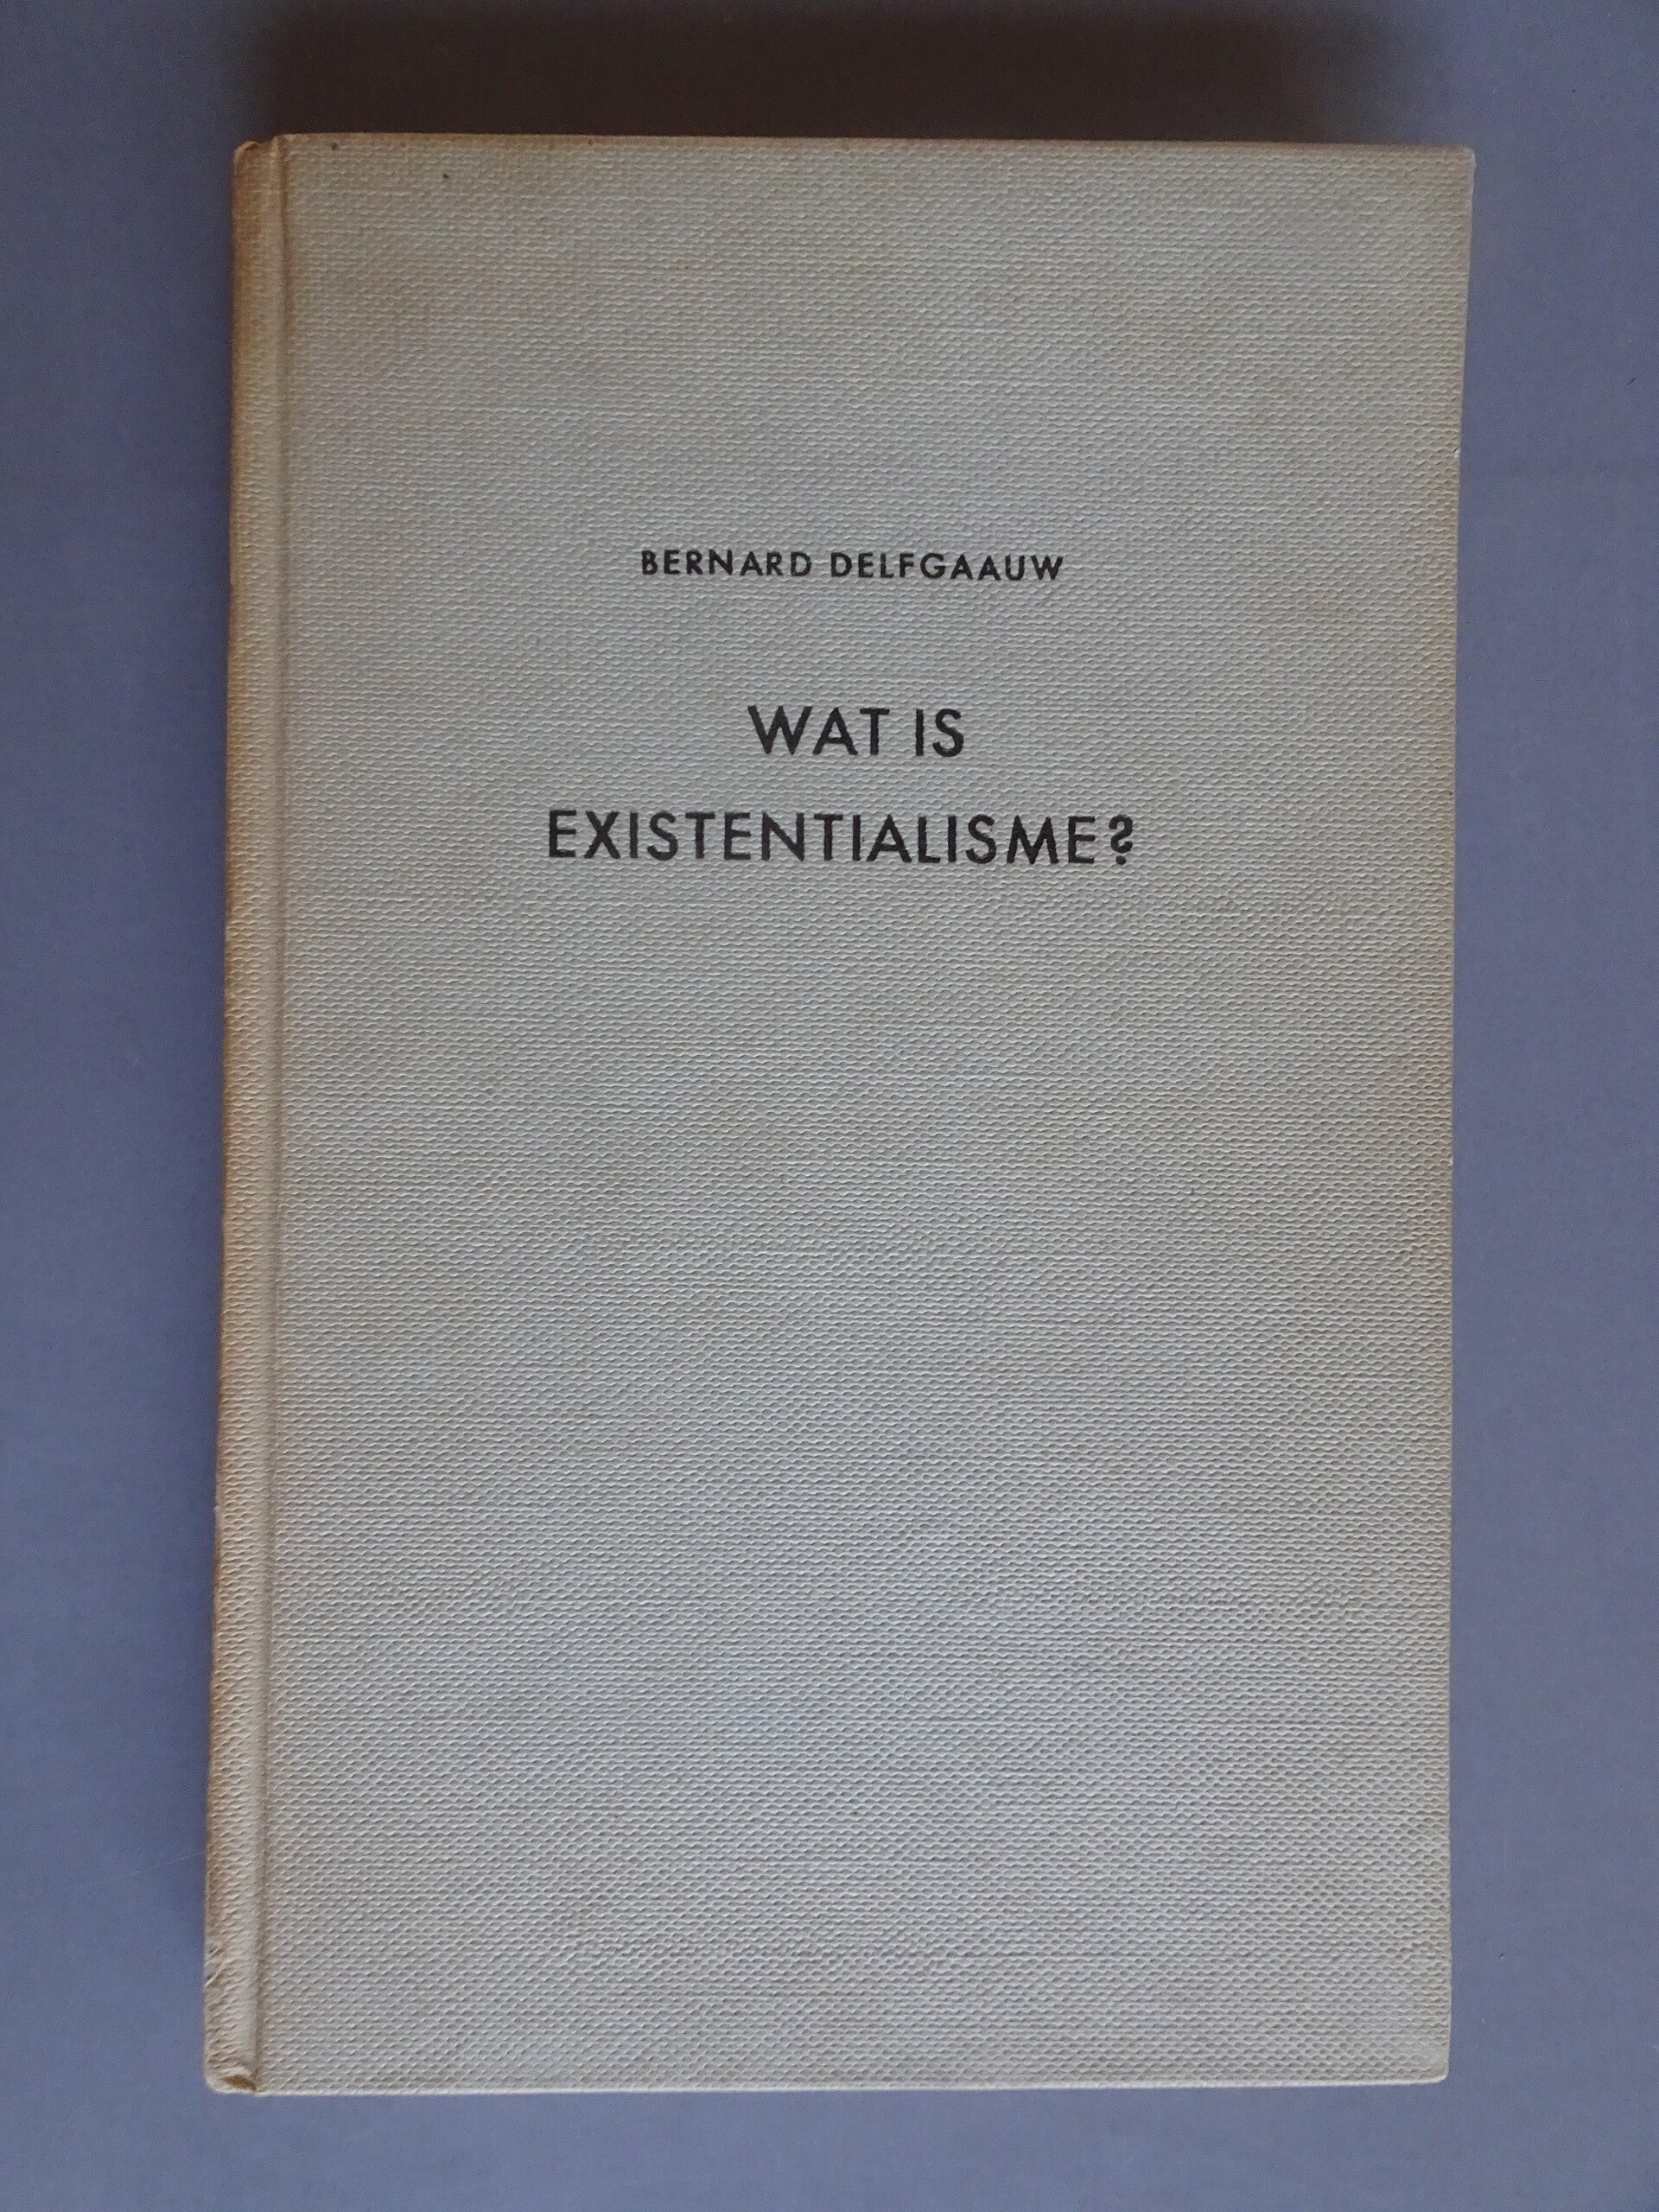 BERNARD DELFGAAUW
WAT IS
EXISTENTIALISME?